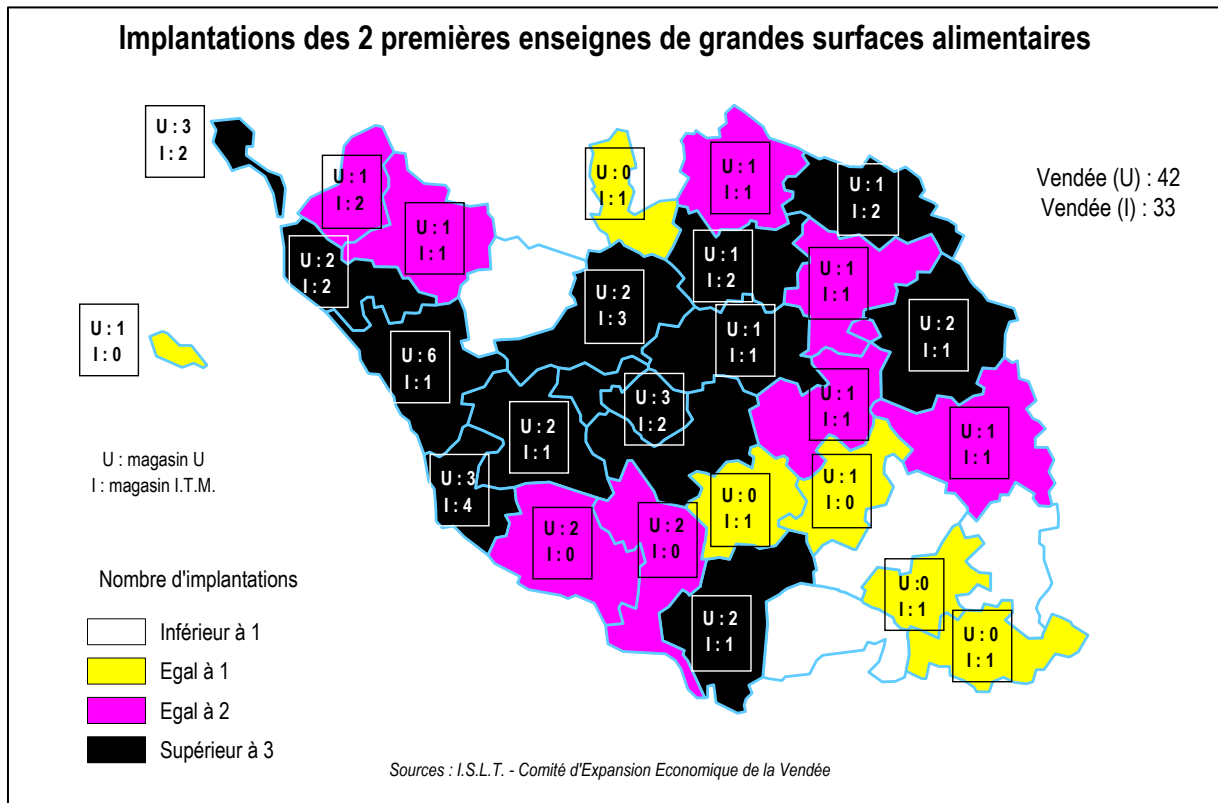 Implantations des 2 premières enseignes de grandes surfaces alimentaires
U : 3
I : 2
U : 1
I : 2
U : 1
I : 1
U : 0
I : 1
U : 1
I : 1
U : 1
I : 2
Vendée (U) : 42
Vendée (I) : 33
U : 2
I : 2
U : 2
I : 3
U : 1
I : 2
U : 1
I : 1
U : 1
I : 1
U : 2
I : 1
U : 1
I : 0
U : 6
I : 1
U : 2
I : 1
U : 3
I : 2
U : 1
I : 1
U : 1
I : 1
U : magasin U
I : magasin I.T.M.
U : 3
I : 4
U : 2
I : 0
U : 2
I : 0
U : 0
I : 1
U : 1
I : 0
U :0
I : 1
U : 2
I : 1
U : 0
I : 1
Nombre d'implantations
Inférieur à 1
Egal à 1
Egal à 2
Supérieur à 3
Sources : I.S.L.T. - Comité d'Expansion Economique de la Vendée